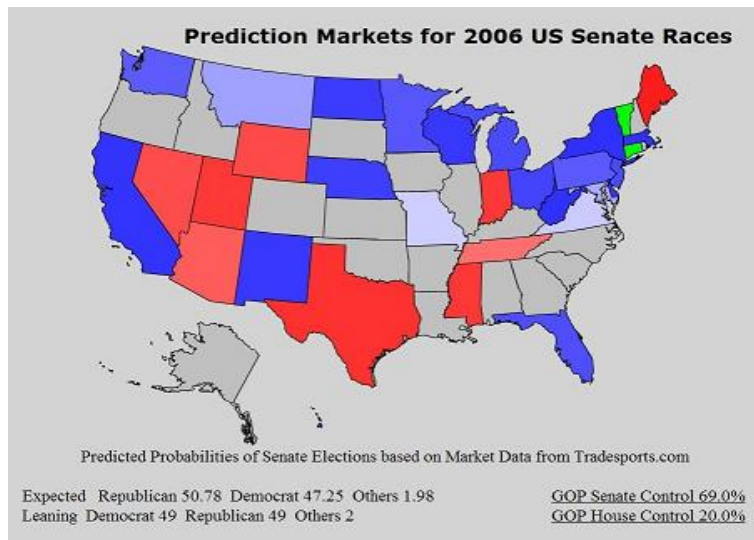 Prediction Markets for 2006 US Senate Races
Predicted Probabilities of Senate Elections based on Market Data from Tradesports.com
Expected Republican 50.78 Democrat 47.25 Others 1.98
GOP Senate Control 69.0%
Leaning Democrat 49 Republican 49 Others 2
GOP House Control 20.0%